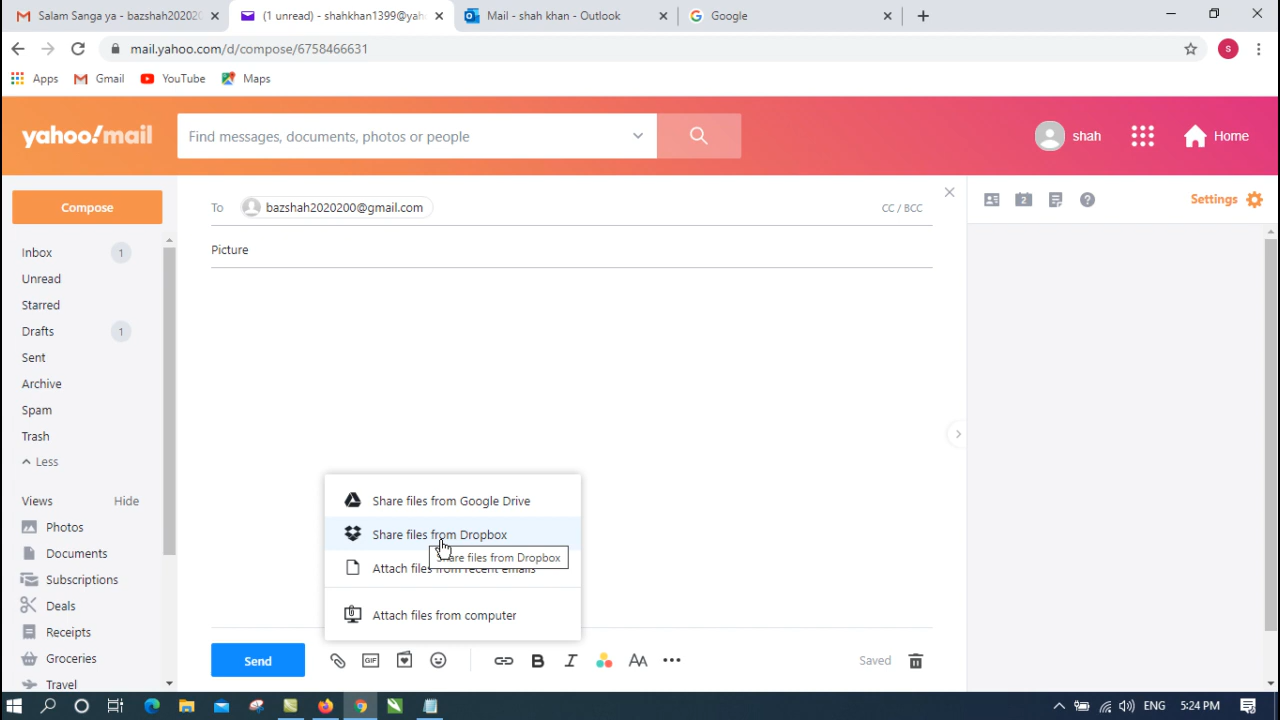 Salam Sanga ya - bazshah202020
(1 unread) - shahkhan1399@yaho
Mail - shah khan - Outlook
Google
mail.yahoo.com/d/compose/6758466631
S
Apps
Gmail
YouTube
Maps
yahoo!mail
Find messages, documents, photos or people
shah
Home
Compose
To
bazshah2020200@gmail.com
CC / BCC
2
Settings
Picture
Inbox
1
Unread
Starred
Drafts
1
Sent
Archive
Spam
Trash
Less
Views
Hide
Photos
Documents
Subscriptions
Deals
Receipts
Groceries
Travel
Share files from Google Drive
Share files from Dropbox
Share files from Dropbox
Attach files from recent emails
Attach files from computer
Send
GIF
B
I
AA
Saved
ENG
5:24 PM